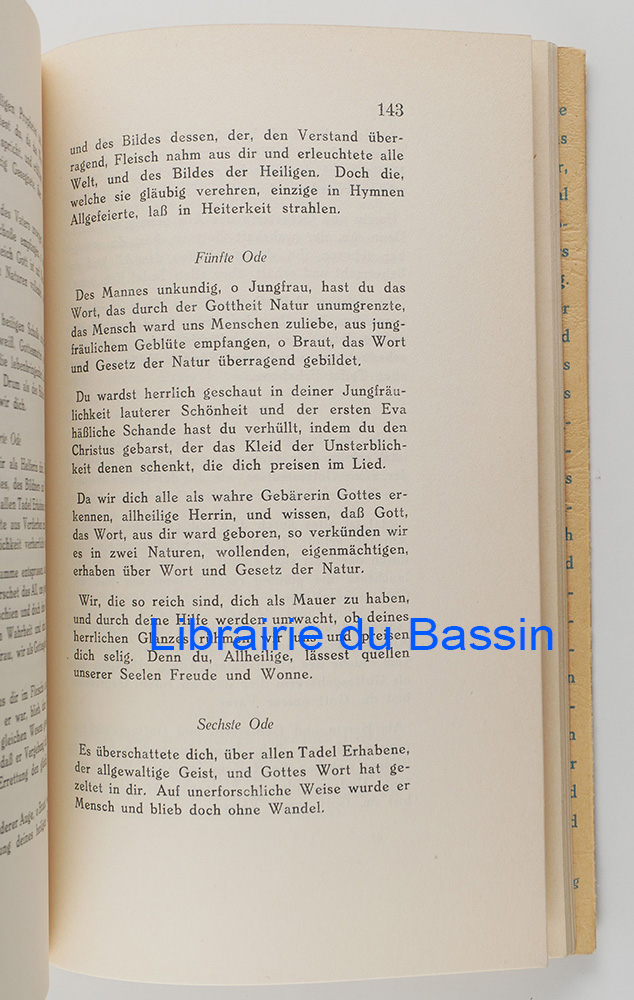 143
und des Bildes dessen, der, den Verstand über-
ragend, Fleisch nahm aus dir und erleuchtete alle
Welt, und des Bildes der Heiligen. Doch die,
welche sie gläubig verehren, einzige in Hymnen
Allgefeierte, laß in Heiterkeit strahlen.
Fünfte Ode
Des Mannes unkundig, o Jungfrau, hast du das
Wort, das durch der Gottheit Natur unumgrenzte,
das Mensch ward uns Menschen zuliebe, aus jung-
fräulichem Geblüte empfangen, o Braut, das Wort
und Gesetz der Natur überragend gebildet.
Du wardst herrlich geschaut in deiner Jungfräu-
lichkeit lauterer Schönheit und der ersten Eva
häßliche Schande hast du verhüllt, indem du den
Christus gebarst, der das Kleid der Unsterblich-
keit denen schenkt, die dich preisen im Lied.
Da wir dich alle als wahre Gebärerin Gottes er-
kennen, allheilige Herrin, und wissen, daß Gott,
das Wort, aus dir ward geboren, so verkünden wir
es in zwei Naturen, wollenden, eigenmächtigen,
erhaben über Wort und Gesetz der Natur.
Wir, die so reich sind, dich als Mauer zu haben,
und durch deine Hilfe werden umwacht, ob deines
herrlichen Glanzes rühmen wir uns und preisen
dich selig. Denn du, Allheilige, lässest quellen
unserer Seelen Freude und Wonne.
Librairie du Bassin
Sechste Ode
Es überschattete dich, über allen Tadel Erhabene,
der allgewaltige Geist, und Gottes Wort hat ge-
zeltet in dir. Auf unerforschliche Weise wurde er
Mensch und blieb doch ohne Wandel.